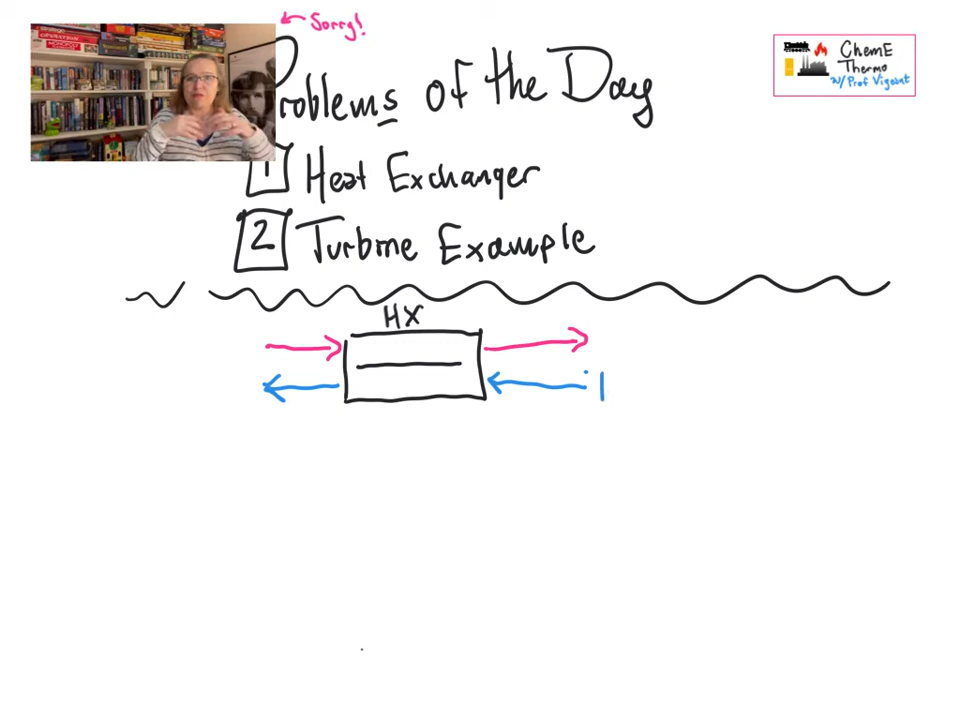 Sorry!
Problems of the Day
1 Heat Exchanger
2 Turbine Example
HX
1
ChemE
Thermo
w/ Prof Vigeant